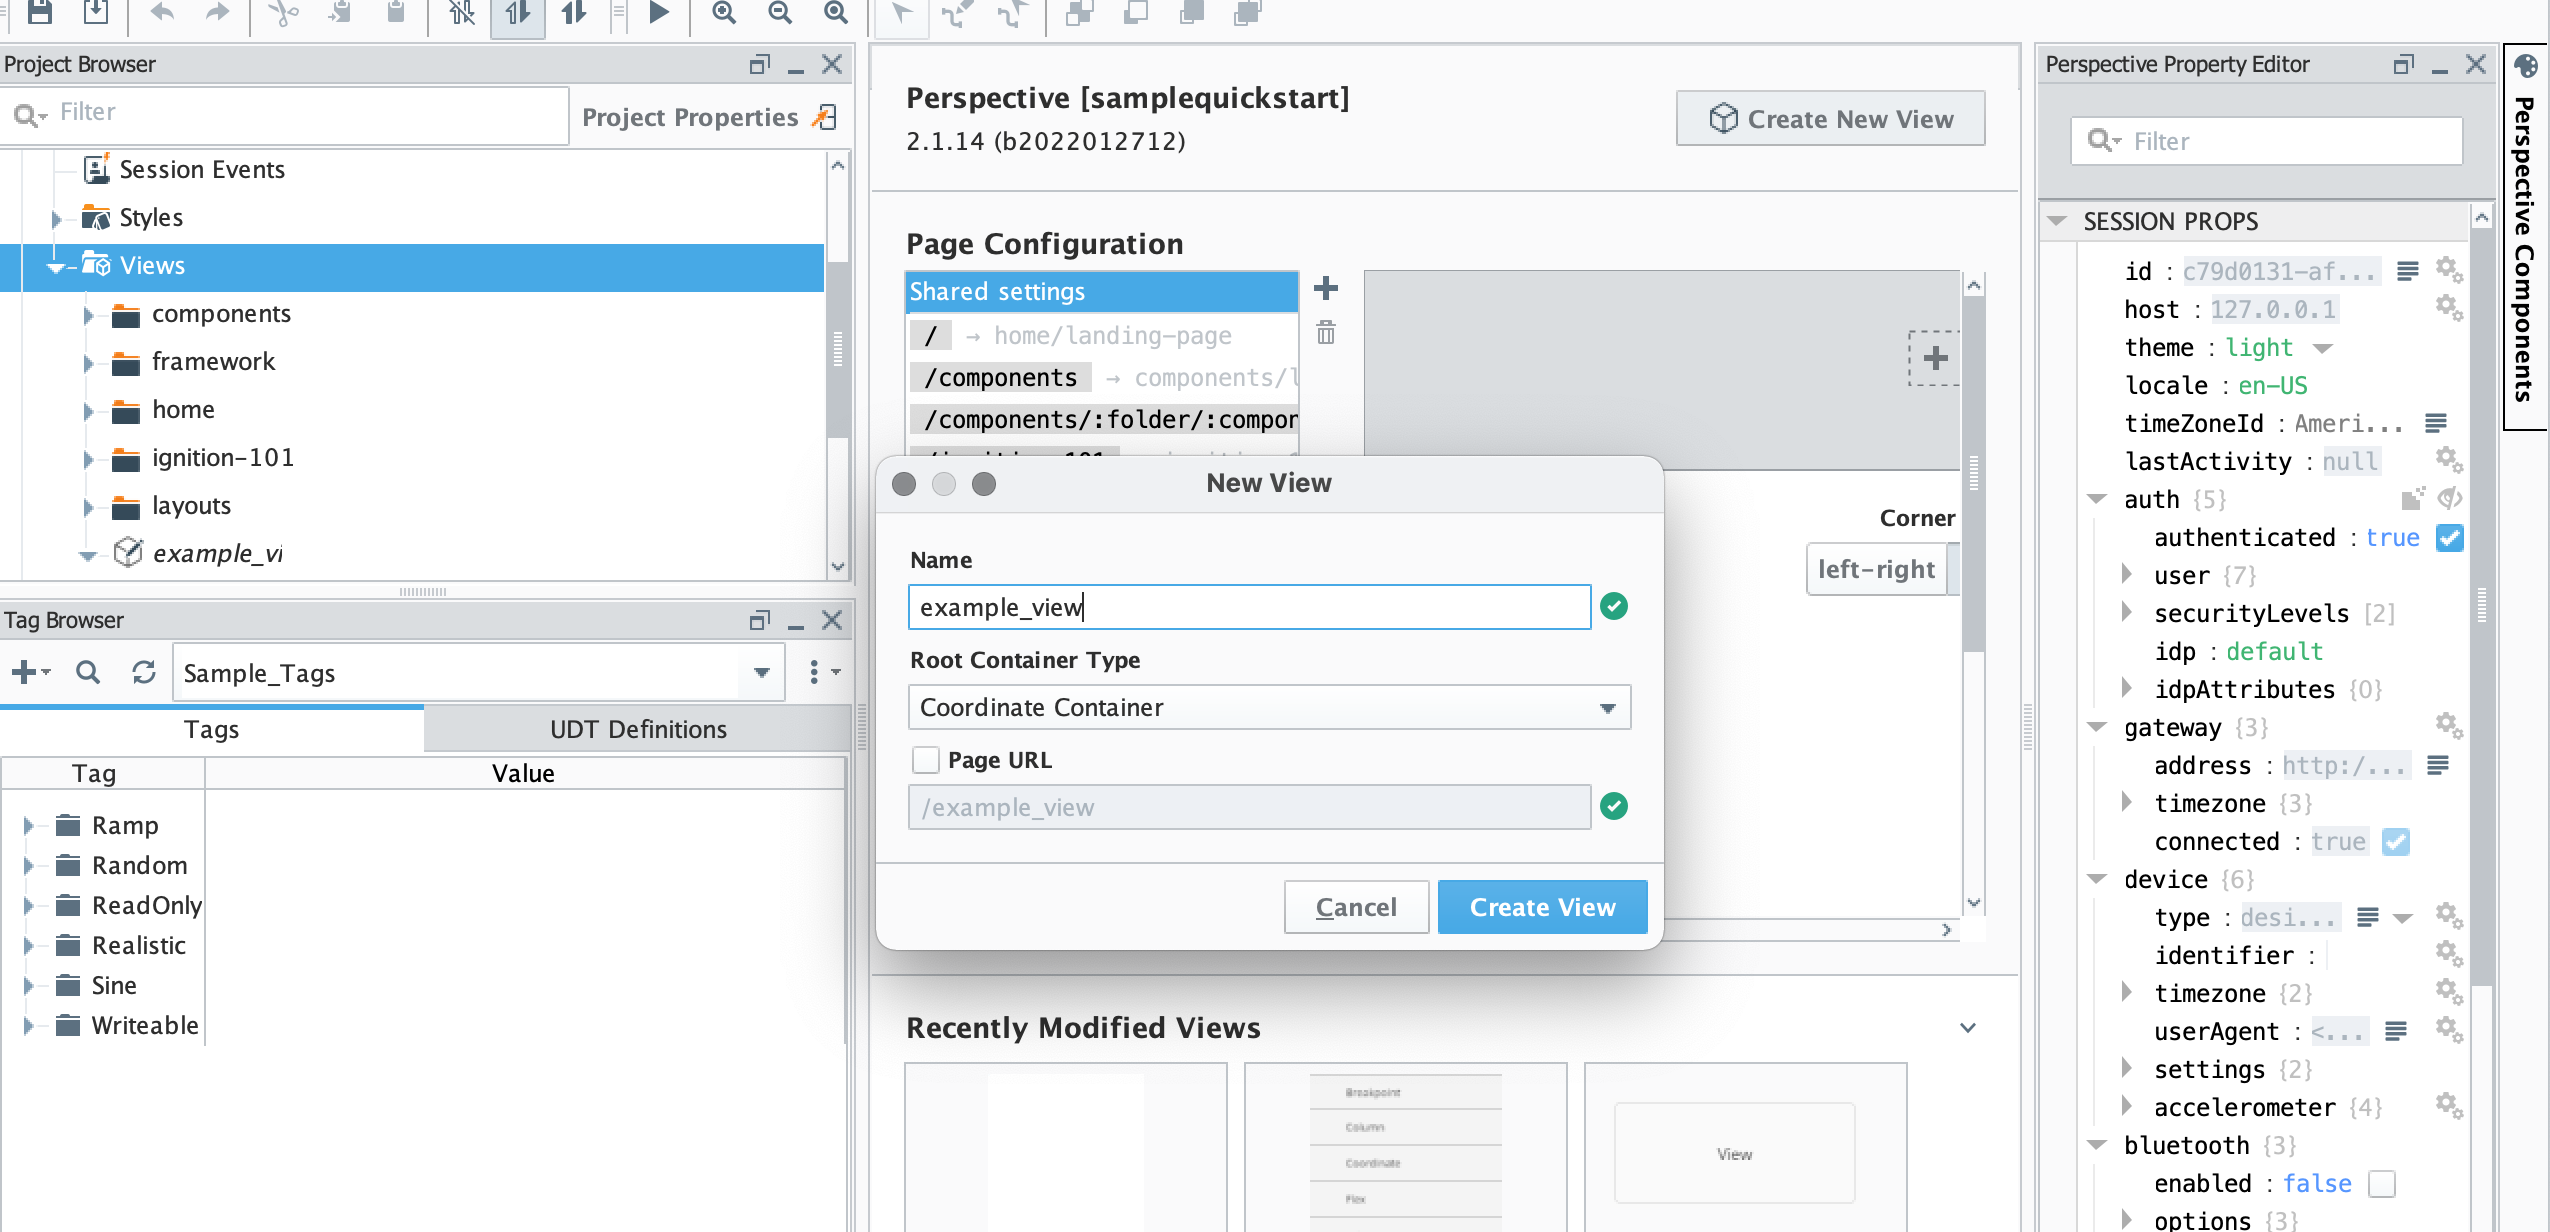 Project Browser
Filter
Project Properties
Session Events
Styles
Views
components
framework
home
ignition-101
layouts
example_vi
Tag Browser
Sample_Tags
Tags
UDT Definitions
Tag
Value
Ramp
Random
ReadOnly
Realistic
Sine
Writeable
Perspective [samplequickstart]
2.1.14 (b2022012712)
Create New View
Page Configuration
Shared settings
/ → home/landing-page
/components → components/l
/components/:folder/:compor
Corner
left-right
New View
Name
example_view
Root Container Type
Coordinate Container
Page URL
/example_view
Cancel
Create View
Recently Modified Views
Breakpoint
Column
Coordinate
Flex
View
Perspective Property Editor
Filter
SESSION PROPS
id : c79d0131-af...
host : 127.0.0.1
theme : light
locale : en-US
timeZoneId : Ameri...
lastActivity : null
auth {5}
authenticated : true
user {7}
securityLevels [2]
idp : default
idpAttributes {0}
gateway {3}
address : http:/...
timezone {3}
connected : true
device {6}
type : desi...
identifier :
timezone {2}
userAgent : <...
settings {2}
accelerometer {4}
bluetooth {3}
enabled : false
options {3}
Perspective Components